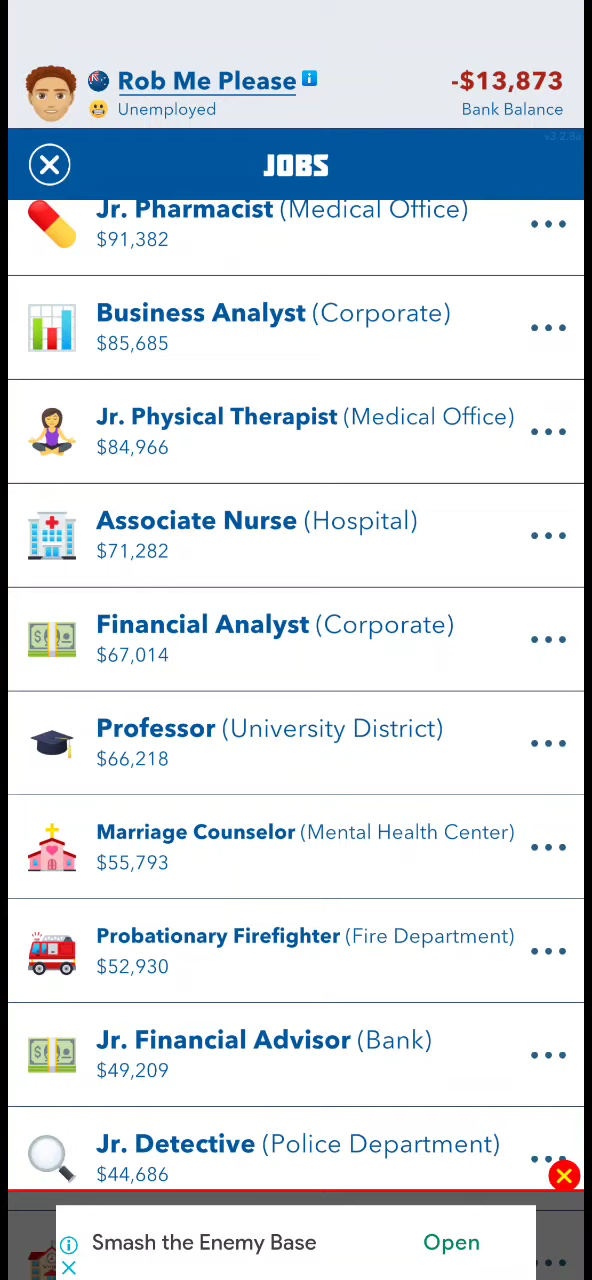 Rob Me Please
-$13,873
Unemployed
Bank Balance
v3.2.3a
JOBS
Jr. Pharmacist (Medical Office)
$91,382
Business Analyst (Corporate)
$85,685
Jr. Physical Therapist (Medical Office)
$84,966
Associate Nurse (Hospital)
$71,282
Financial Analyst (Corporate)
$67,014
Professor (University District)
$66,218
Marriage Counselor (Mental Health Center)
$55,793
Probationary Firefighter (Fire Department)
$52,930
Jr. Financial Advisor (Bank)
$49,209
Jr. Detective (Police Department)
$44,686
Smash the Enemy Base
Open